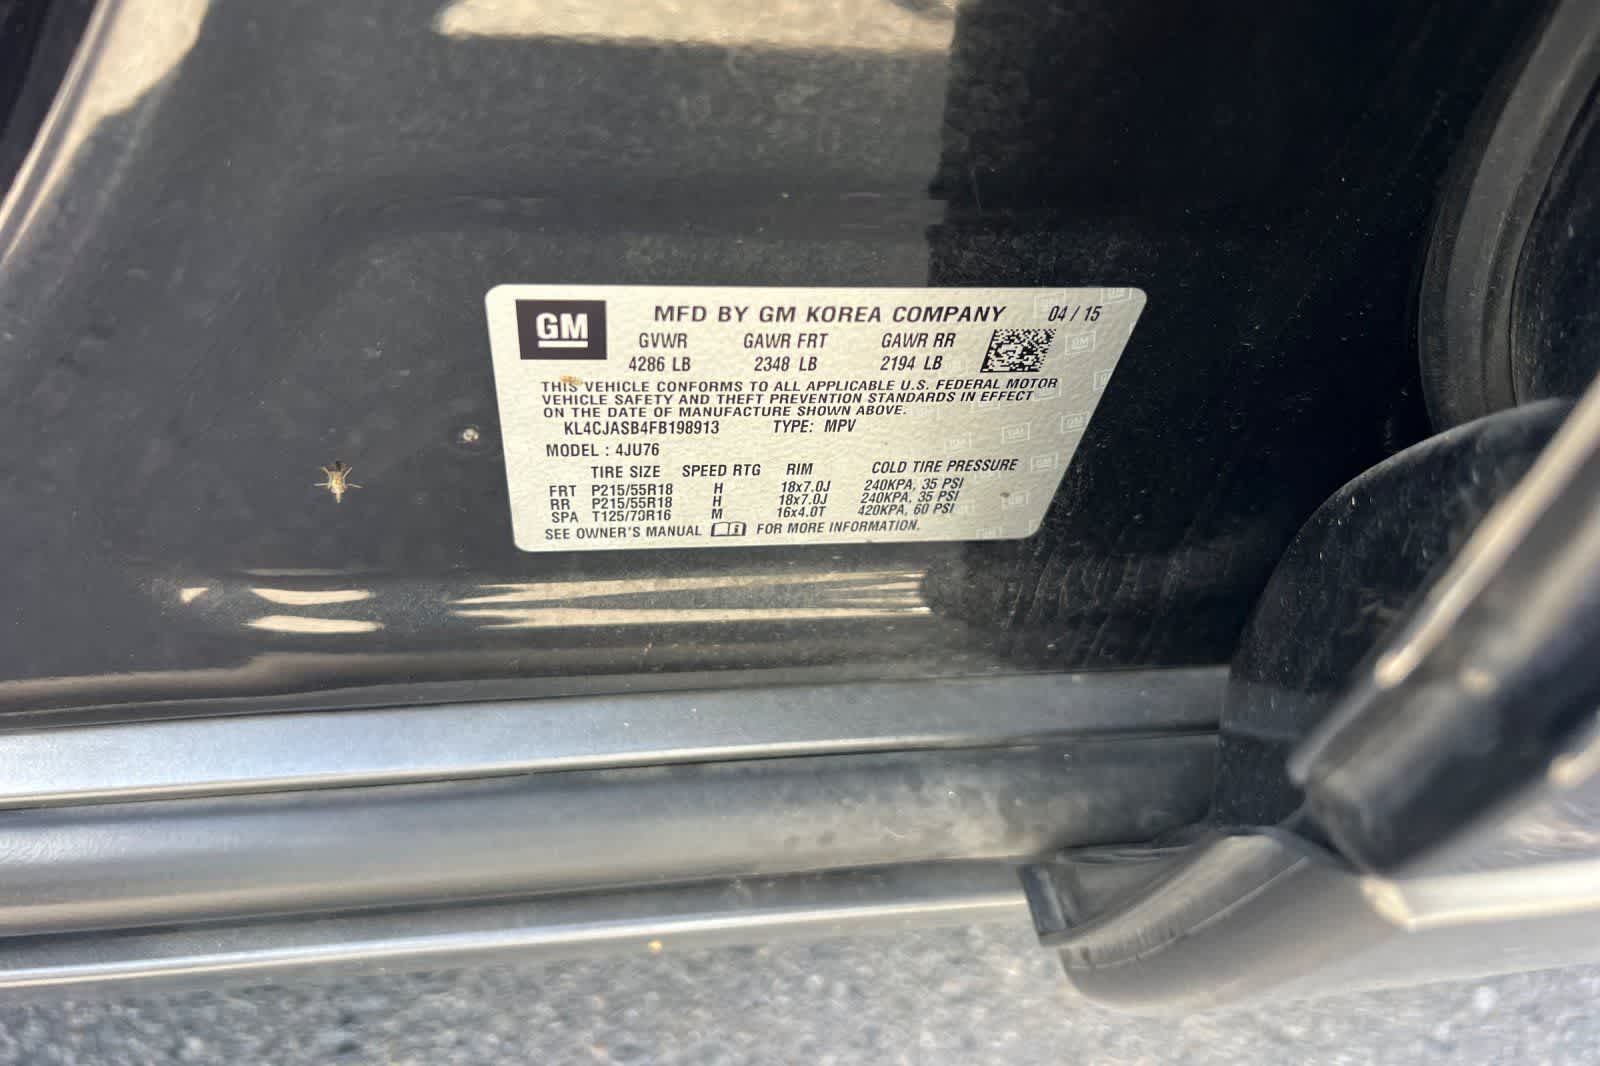 GM
MFD BY GM KOREA COMPANY 04 / 15
GVWR GAWR FRT GAWR RR
4286 LB 2348 LB 2194 LB
THIS VEHICLE CONFORMS TO ALL APPLICABLE U.S. FEDERAL MOTOR
VEHICLE SAFETY AND THEFT PREVENTION STANDARDS IN EFFECT
ON THE DATE OF MANUFACTURE SHOWN ABOVE.
KL4CJASB4FB198913 TYPE: MPV
MODEL : 4JU76
TIRE SIZE SPEED RTG RIM COLD TIRE PRESSURE
FRT P215/55R18 H 18x7.0J 240KPA, 35 PSI
RR P215/55R18 H 18x7.0J 240KPA, 35 PSI
SPA T125/70R16 M 16x4.0T 420KPA, 60 PSI
SEE OWNER'S MANUAL FOR MORE INFORMATION.